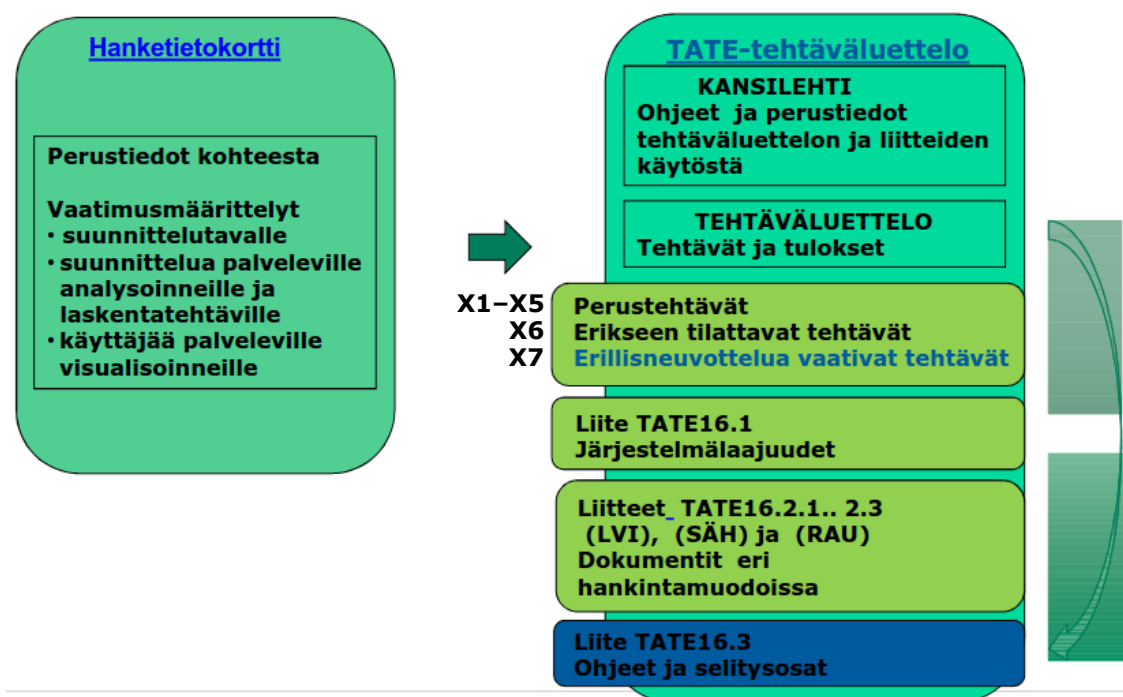 Hanketietokortti
Perustiedot kohteesta
Vaatimusmäärittelyt
• suunnittelutavalle
• suunnittelua palveleville
analysoinneille ja
laskentatehtäville
• käyttäjää palveleville
visualisoinneille
TATE-tehtäväluettelo
KANSILEHTI
Ohjeet ja perustiedot
tehtäväluettelon ja liitteiden
käytöstä
TEHTÄVÄLUETTELO
Tehtävät ja tulokset
X1–X5 Perustehtävät
X6 Erikseen tilattavat tehtävät
X7 Erillisneuvottelua vaativat tehtävät
Liite TATE16.1
Järjestelmälaajuudet
Liitteet_ TATE16.2.1.. 2.3
(LVI), (SÄH) ja (RAU)
Dokumentit eri
hankintamuodoissa
Liite TATE16.3
Ohjeet ja selitysosat